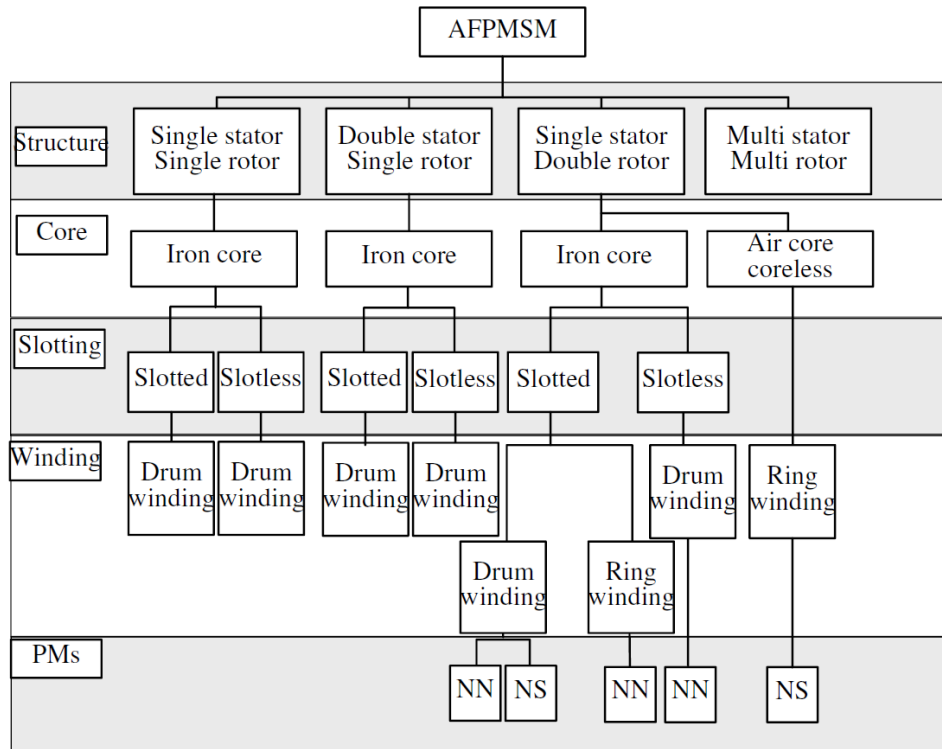 AFPMSM
Structure
Single stator
Single rotor
Double stator
Single rotor
Single stator
Double rotor
Multi stator
Multi rotor
Core
Iron core
Iron core
Iron core
Air core
coreless
Slotting
Slotted
Slotless
Slotted
Slotless
Slotted
Slotless
Winding
Drum
winding
Drum
winding
Drum
winding
Drum
winding
Drum
winding
Ring
winding
Drum
winding
Ring
winding
PMs
NN
NS
NN
NN
NS